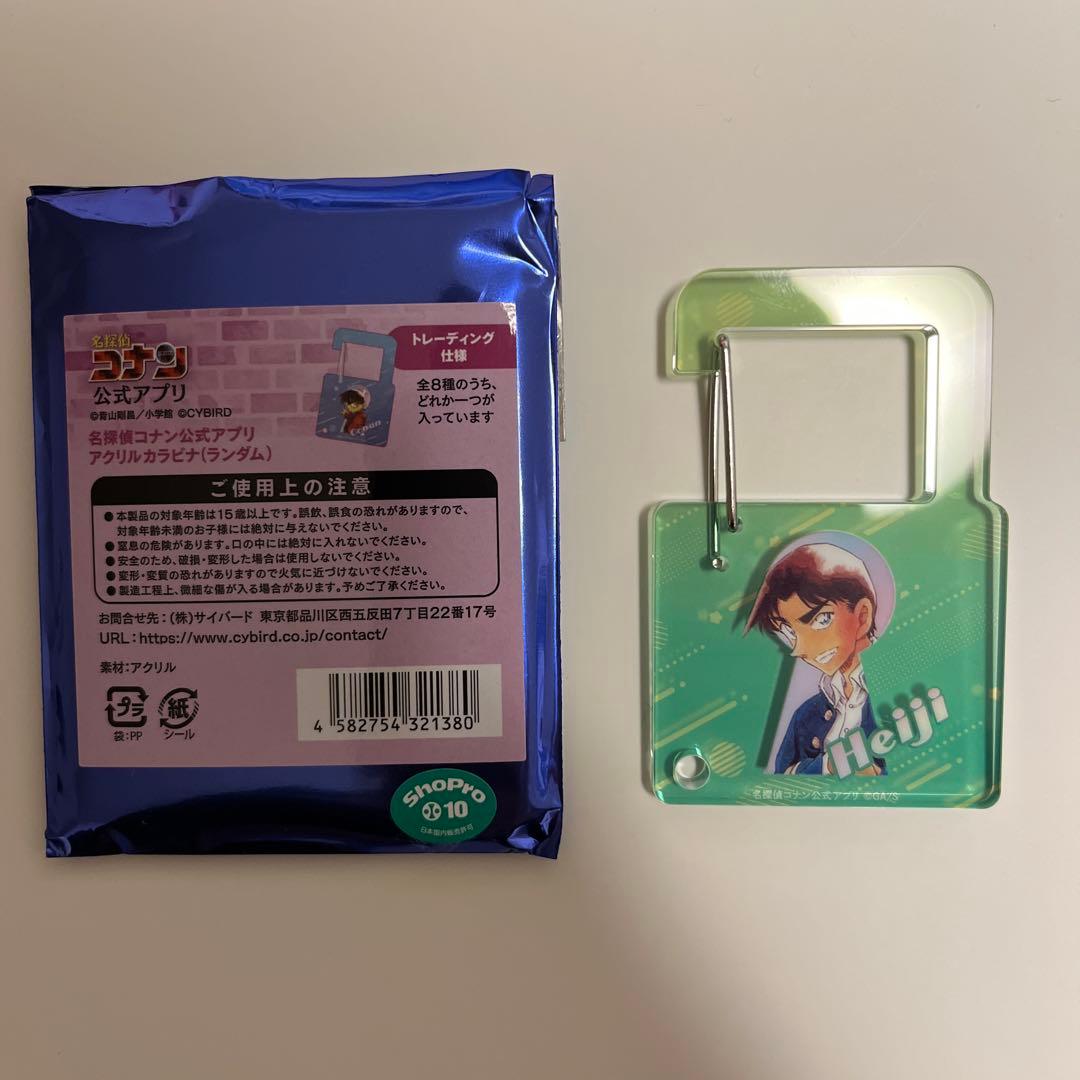 名探偵
コナン
公式アプリ
©青山剛昌/小学館 ©CYBIRD
トレーディング
仕様
全8種のうち、
どれか一つが
入っています
Conan
名探偵コナン公式アプリ
アクリルカラビナ(ランダム)
ご使用上の注意
●本製品の対象年齢は15歳以上です。誤飲、誤食の恐れがありますので、
対象年齢未満のお子様には絶対に与えないでください。
●窒息の危険があります。口の中には絶対に入れないでください。
●安全のため、破損・変形した場合は使用しないでください。
●変形・変質の恐れがありますので火気に近づけないでください。
●製造工程上、微細な傷が入る場合があります。予めご了承ください。
お問合せ先:(株)サイバード 東京都品川区西五反田7丁目22番17号
URL:https://www.cybird.co.jp/contact/
素材:アクリル
プラ
袋:PP
紙
シール
4 582754 321380
ShoPro
10
日本国内販売許可
Heiji
名探偵コナン公式アプリ ©GA/S